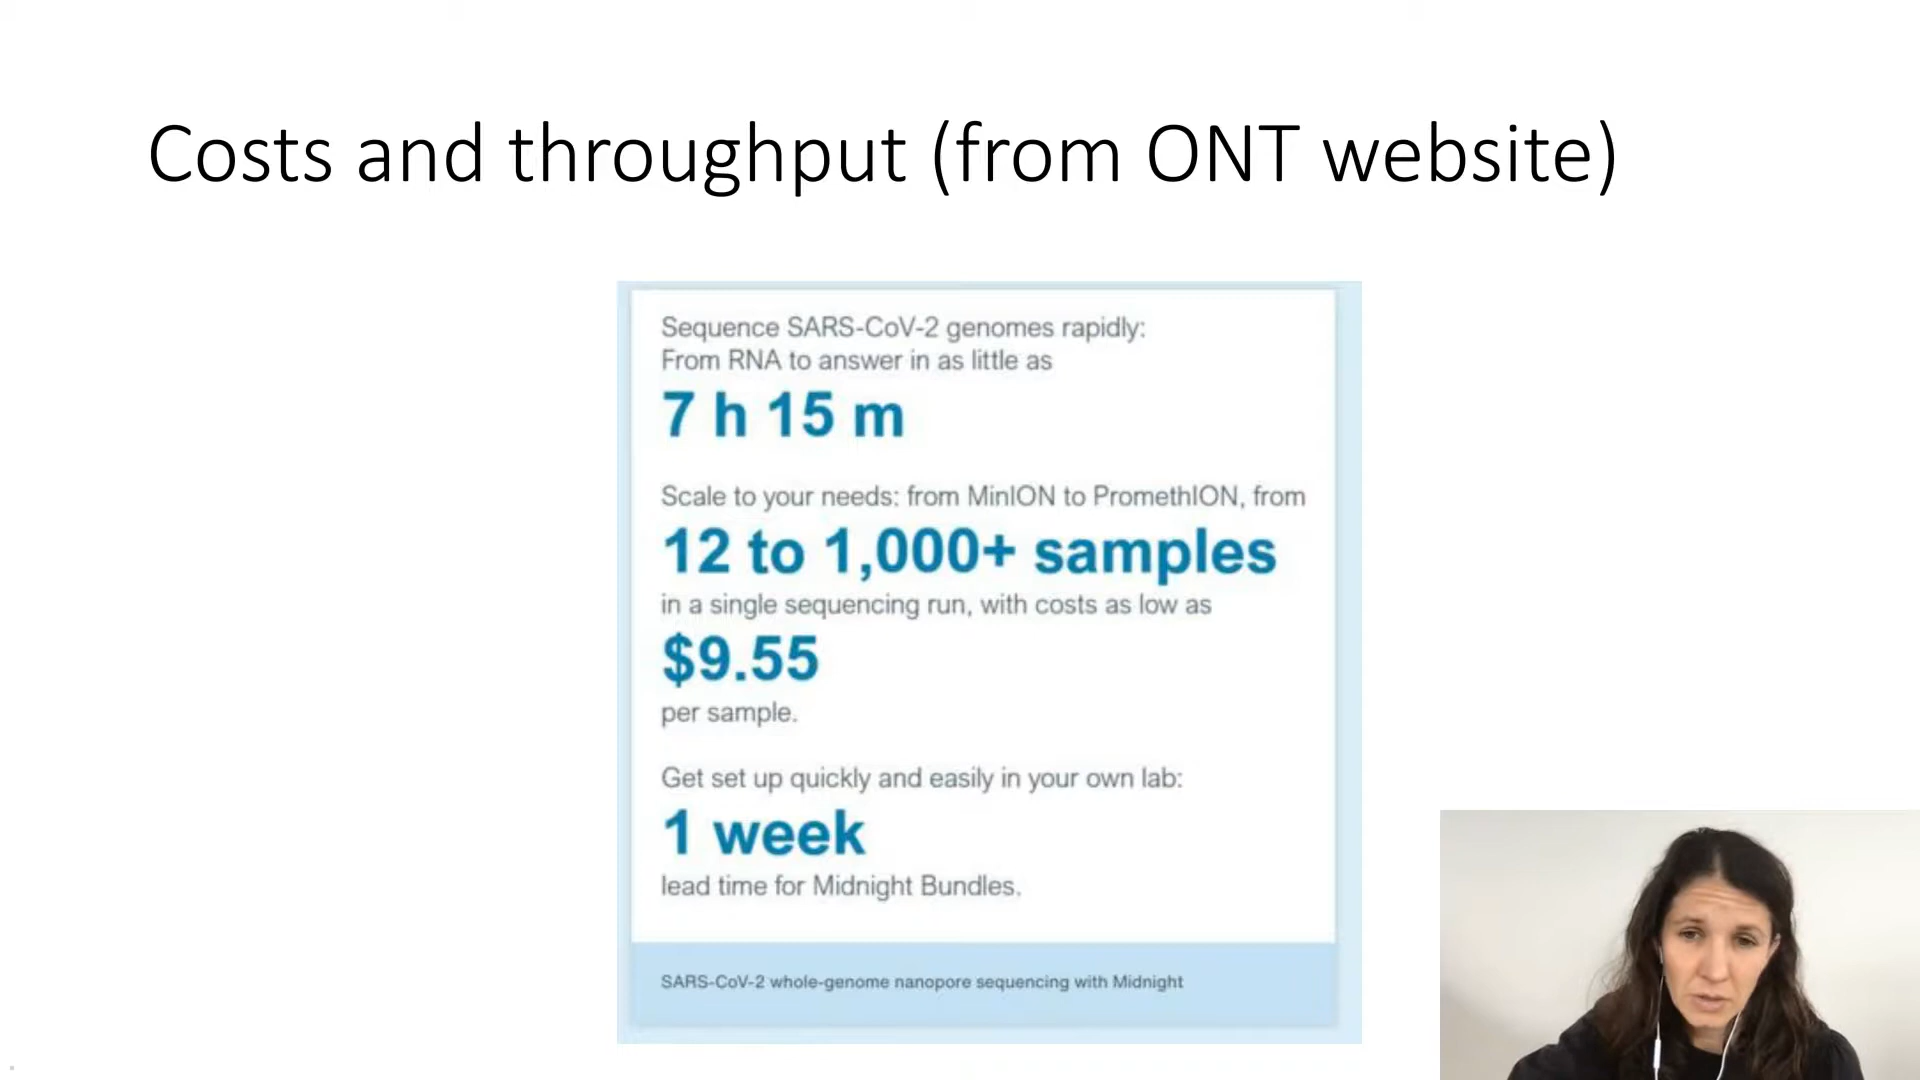 Costs and throughput (from ONT website)
Sequence SARS-CoV-2 genomes rapidly:
From RNA to answer in as little as
7 h 15 m
Scale to your needs: from MinION to PromethION, from
12 to 1,000+ samples
in a single sequencing run, with costs as low as
$9.55
per sample.
Get set up quickly and easily in your own lab:
1 week
lead time for Midnight Bundles.
SARS-CoV-2 whole-genome nanopore sequencing with Midnight